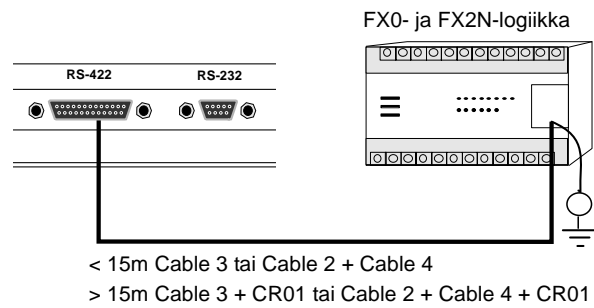 FX0- ja FX2N-logiikka
RS-422
RS-232
< 15m Cable 3 tai Cable 2 + Cable 4
> 15m Cable 3 + CR01 tai Cable 2 + Cable 4 + CR01